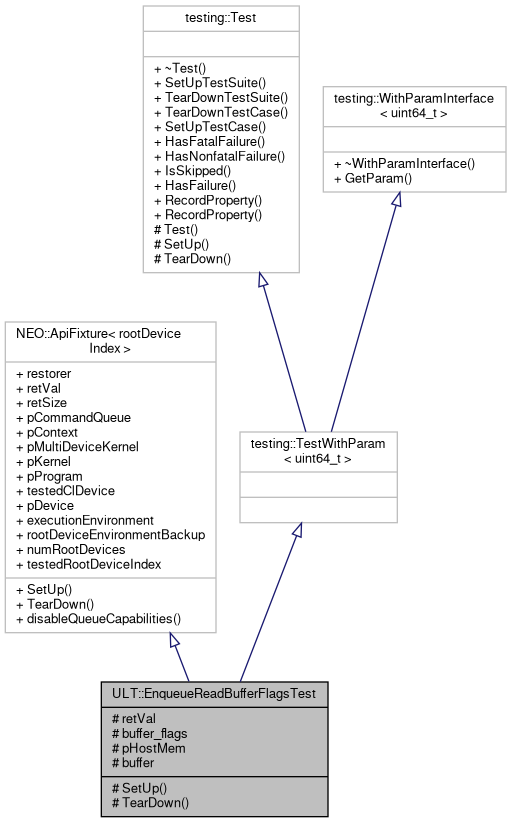 testing::Test
+ ~Test()
+ SetUpTestSuite()
+ TearDownTestSuite()
+ TearDownTestCase()
+ SetUpTestCase()
+ HasFatalFailure()
+ HasNonfatalFailure()
+ IsSkipped()
+ HasFailure()
+ RecordProperty()
+ RecordProperty()
# Test()
# SetUp()
# TearDown()
testing::WithParamInterface
< uint64_t >
+ ~WithParamInterface()
+ GetParam()
NEO::ApiFixture< rootDevice
Index >
+ restorer
+ retVal
+ retSize
+ pCommandQueue
+ pContext
+ pMultiDeviceKernel
+ pKernel
+ pProgram
+ testedClDevice
+ pDevice
+ executionEnvironment
+ rootDeviceEnvironmentBackup
+ numRootDevices
+ testedRootDeviceIndex
+ SetUp()
+ TearDown()
+ disableQueueCapabilities()
testing::TestWithParam
< uint64_t >
ULT::EnqueueReadBufferFlagsTest
# retVal
# buffer_flags
# pHostMem
# buffer
# SetUp()
# TearDown()